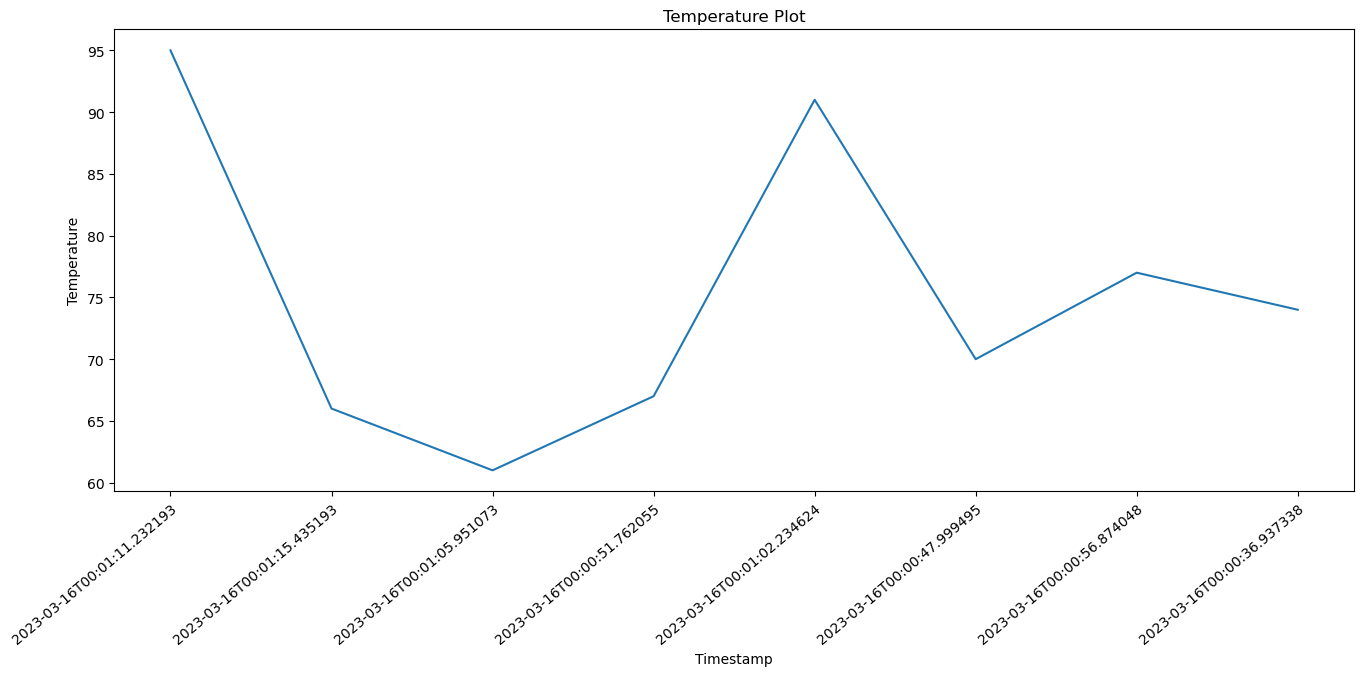 Temperature Plot
Temperature
95
90
85
80
75
70
65
60
2023-03-16T00:01:11.232193
2023-03-16T00:01:15.435193
2023-03-16T00:01:05.951073
2023-03-16T00:00:51.762055
2023-03-16T00:01:02.234624
2023-03-16T00:00:47.999495
2023-03-16T00:00:56.874048
2023-03-16T00:00:36.937338
Timestamp